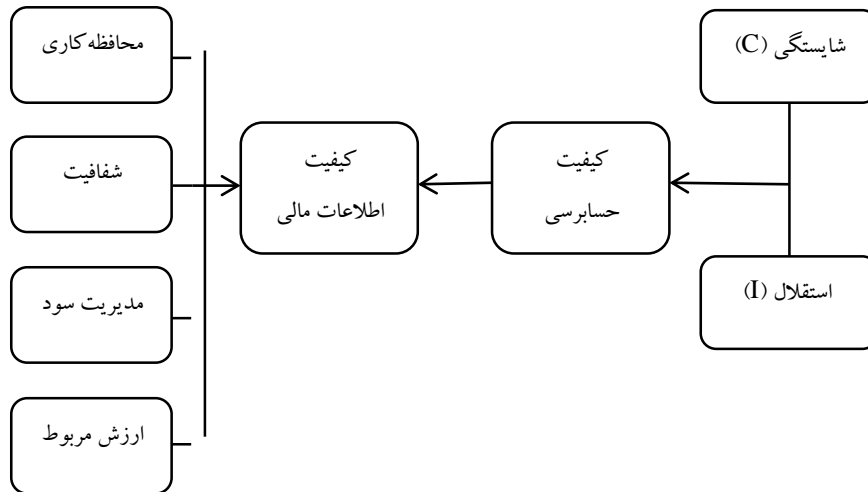 شایستگی (C)
استقلال (I)
کیفیت
حسابرسی
کیفیت
اطلاعات مالی
محافظه‌کاری
شفافیت
مدیریت سود
ارزش مربوط